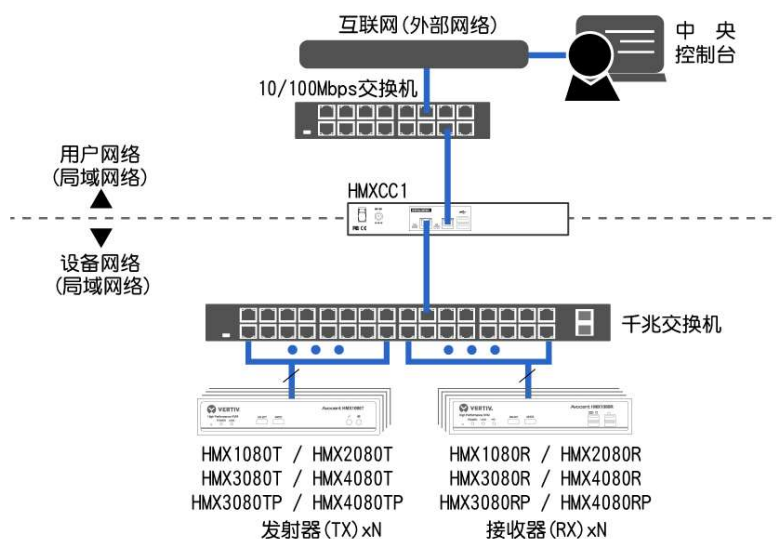 互联网(外部网络)
中 央
控制台
10/100Mbps交换机
用户网络
(局域网络)
HMXCC1
设备网络
(局域网络)
千兆交换机
VERTIV.
VERTIV.
HMX1080T / HMX2080T
HMX3080T / HMX4080T
HMX3080TP / HMX4080TP
发射器(TX)xN
HMX1080R / HMX2080R
HMX3080R / HMX4080R
HMX3080RP / HMX4080RP
接收器(RX)xN